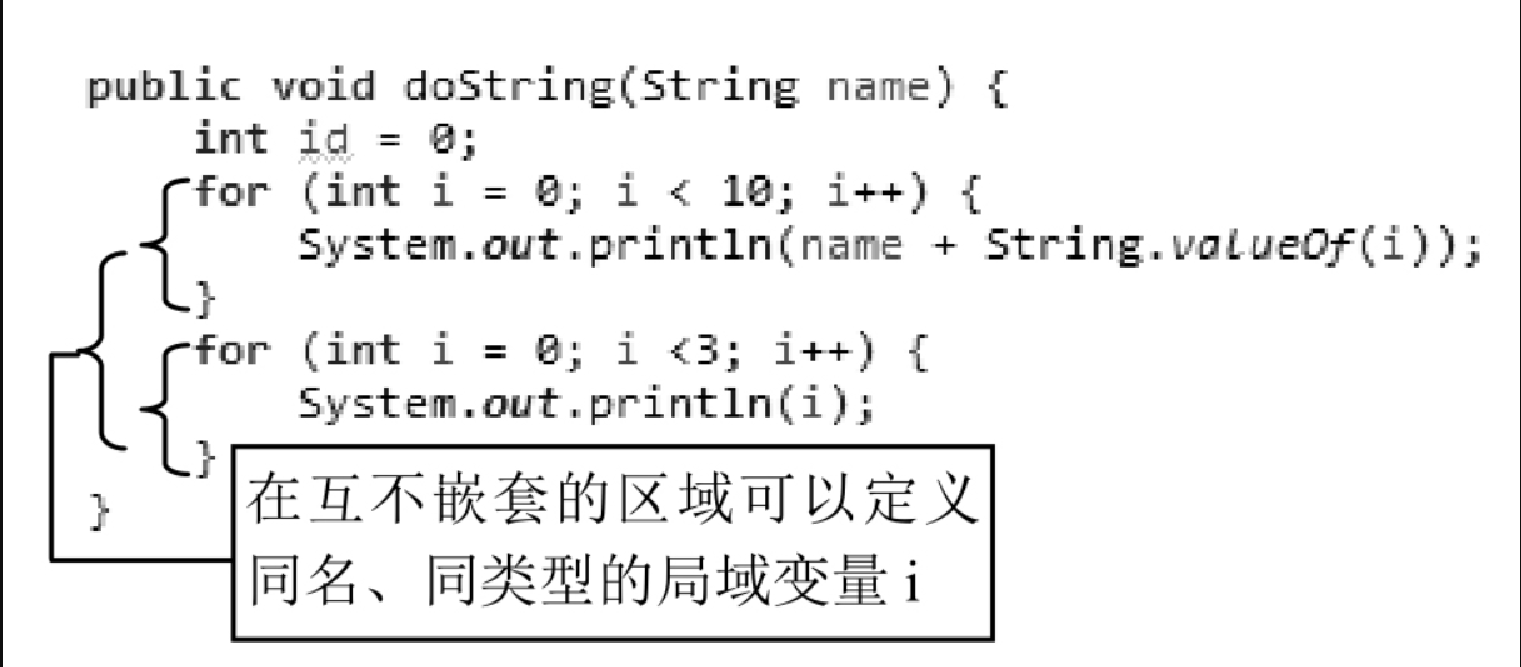 public void doString(String name) {
int id = 0;
for (int i = 0; i < 10; i++) {
System.out.println(name + String.valueOf(i));
}
for (int i = 0; i <3; i++) {
System.out.println(i);
}
}
在互不嵌套的区域可以定义
同名、同类型的局域变量 i